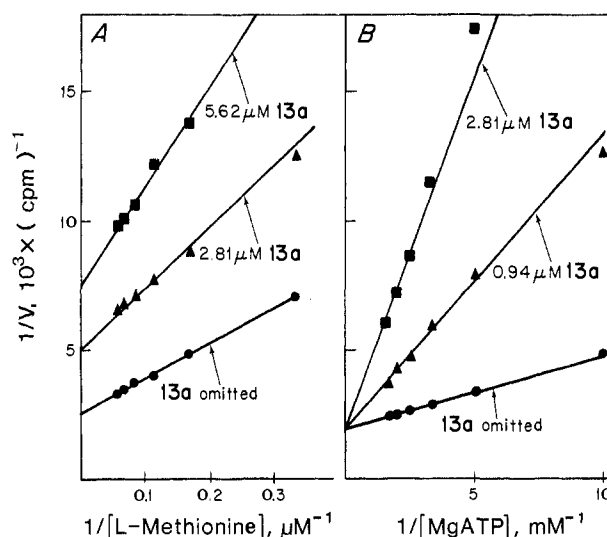 A
B
15
10
5
1/V, 10³x (cpm)⁻¹
5.62 μM 13a
2.81 μM 13a
13a omitted
2.81 μM 13a
0.94 μM 13a
13a omitted
0.1 0.2 0.3
5 10
1/[L-Methionine], μM⁻¹
1/[MgATP], mM⁻¹